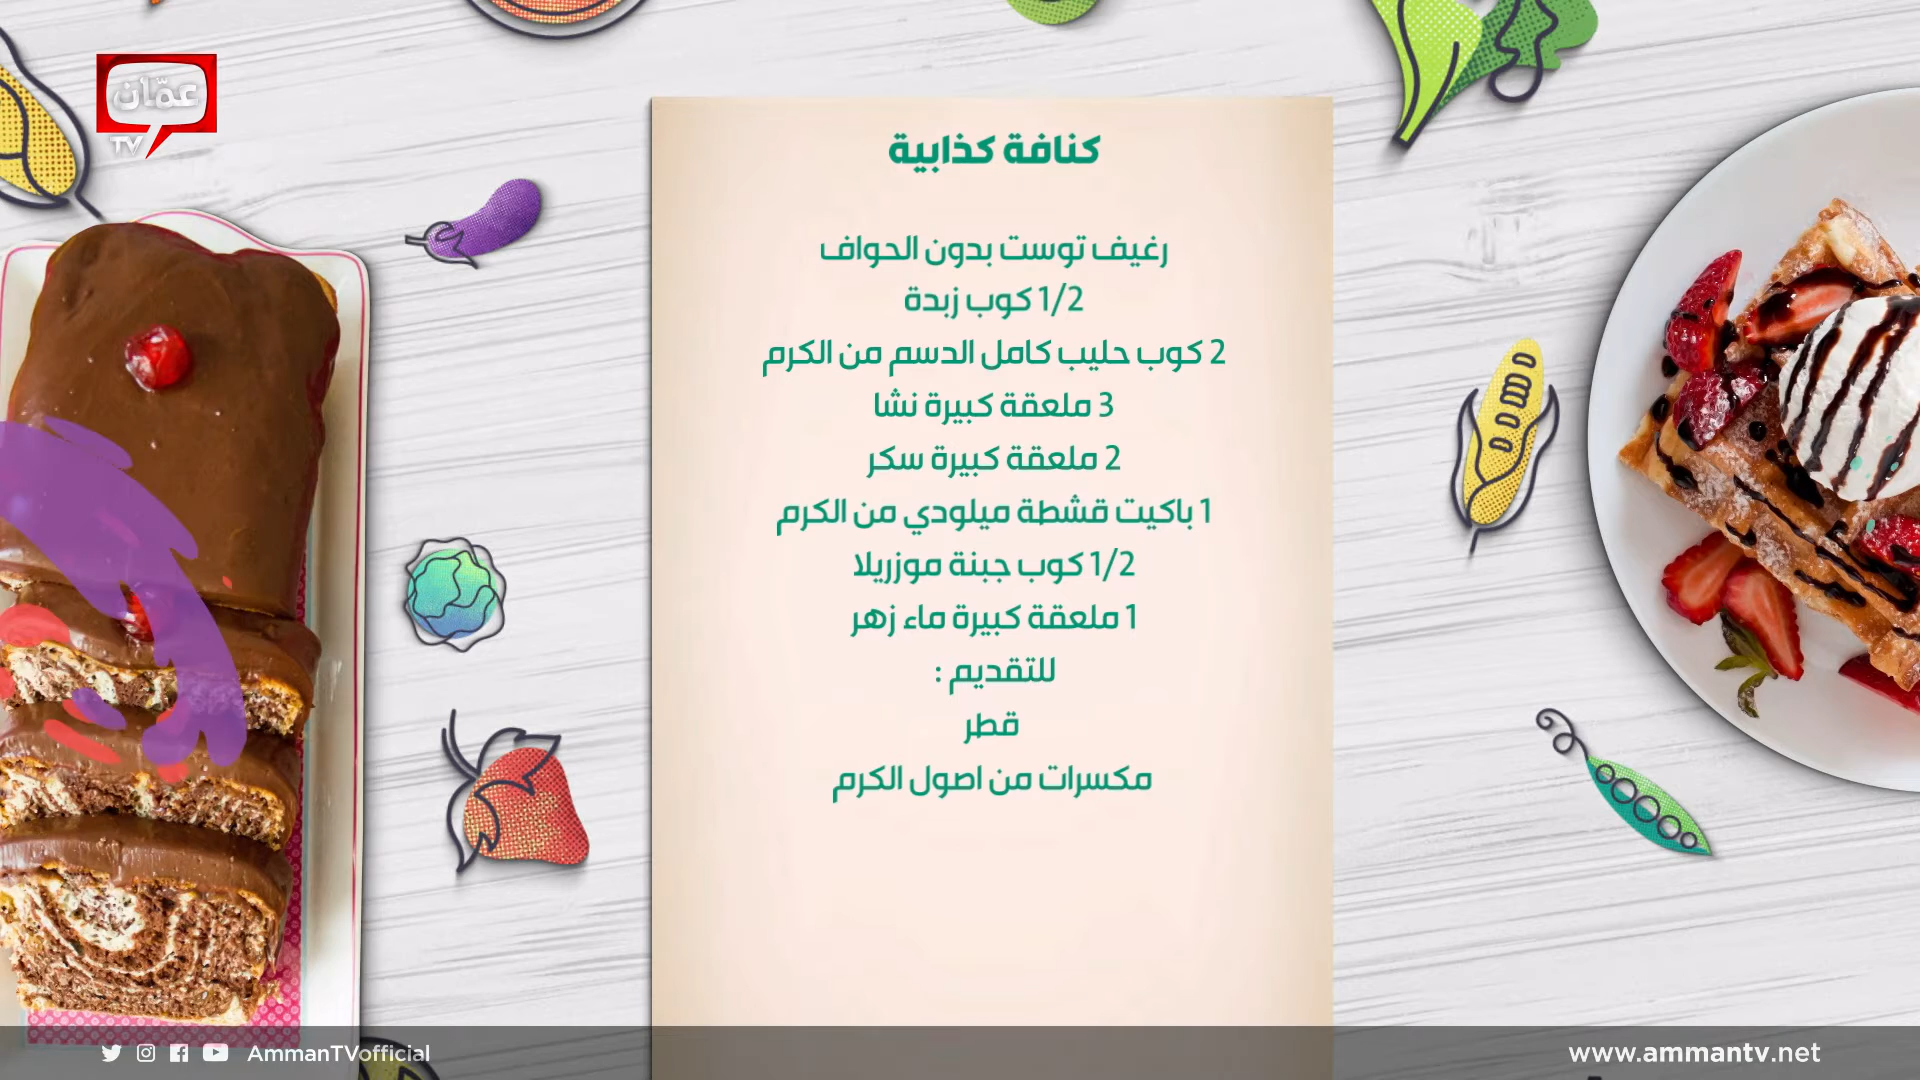 عمّان
TV
كنافة كذابية
رغيف توست بدون الحواف
1/2 كوب زبدة
2 كوب حليب كامل الدسم من الكرم
3 ملعقة كبيرة نشا
2 ملعقة كبيرة سكر
1 باكيت قشطة ميلودي من الكرم
1/2 كوب جبنة موزريلا
1 ملعقة كبيرة ماء زهر
للتقديم :
قطر
مكسرات من اصول الكرم
AmmanTVofficial
www.ammantv.net